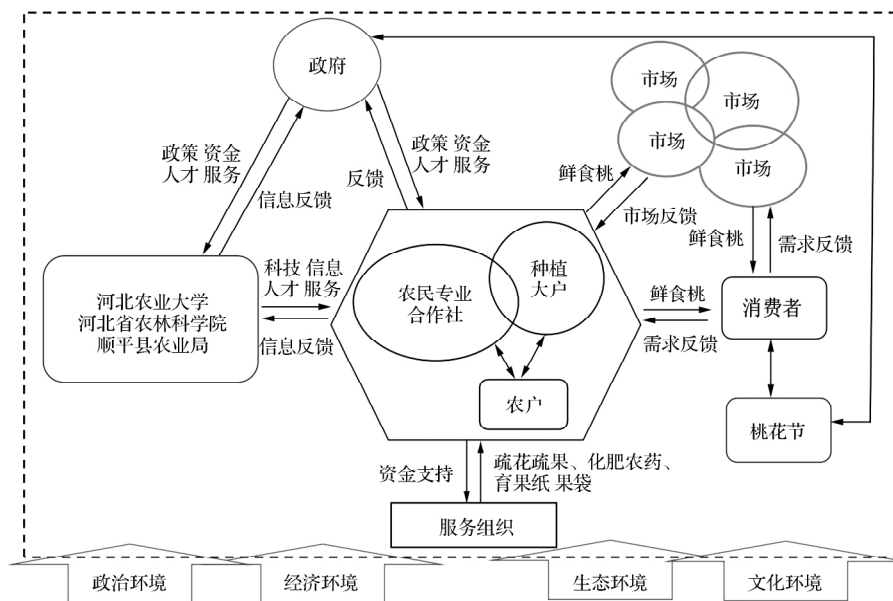 政府
市场
市场
市场
市场
政策 资金
人才 服务
信息反馈
反馈
政策 资金
人才 服务
鲜食桃
市场反馈
鲜食桃
需求反馈
河北农业大学
河北省农林科学院
顺平县农业局
科技 信息
人才 服务
信息反馈
农民专业
合作社
种植
大户
农户
鲜食桃
需求反馈
消费者
桃花节
资金支持
疏花疏果、化肥农药、
育果纸 果袋
服务组织
政治环境
经济环境
生态环境
文化环境